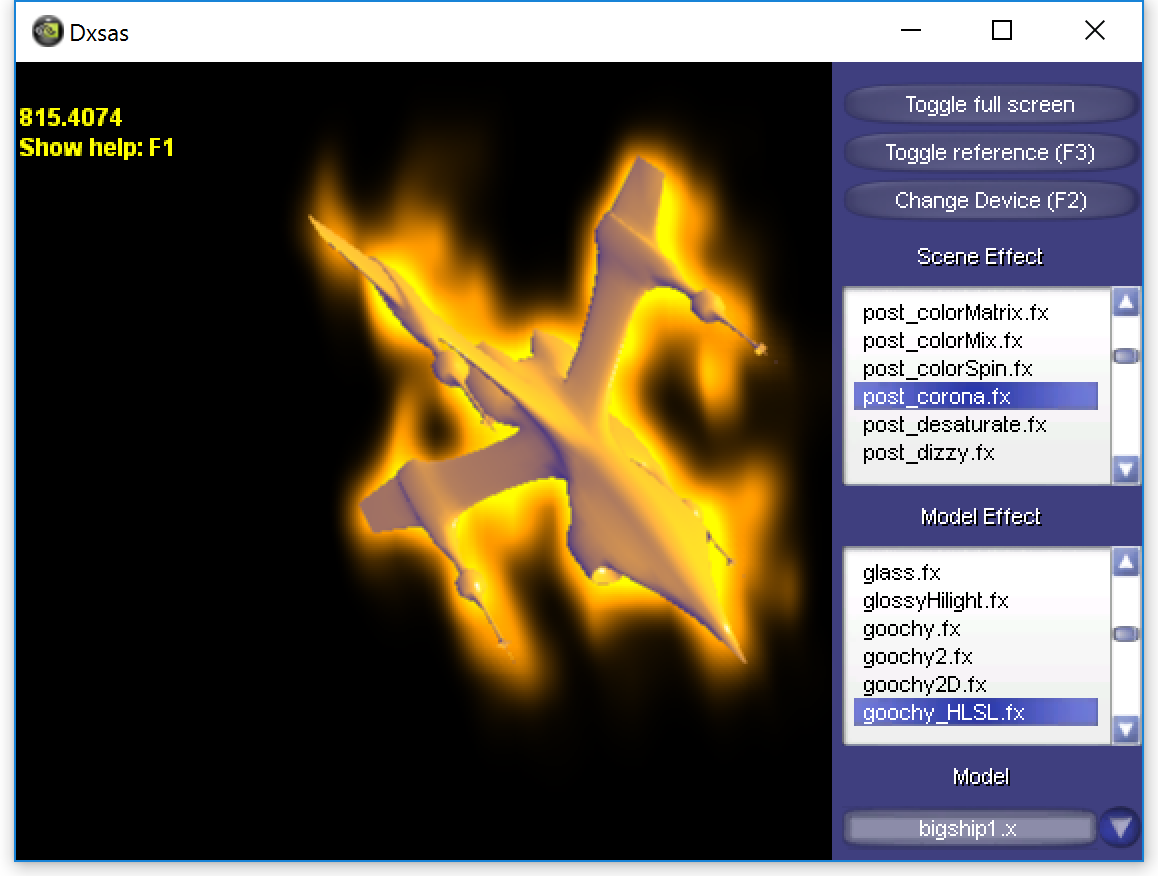 Dxsas
815.4074
Show help: F1
Toggle full screen
Toggle reference (F3)
Change Device (F2)
Scene Effect
post_colorMatrix.fx
post_colorMix.fx
post_colorSpin.fx
post_corona.fx
post_desaturate.fx
post_dizzy.fx
Model Effect
glass.fx
glossyHilight.fx
goochy.fx
goochy2.fx
goochy2D.fx
goochy_HLSL.fx
Model
bigship1.x